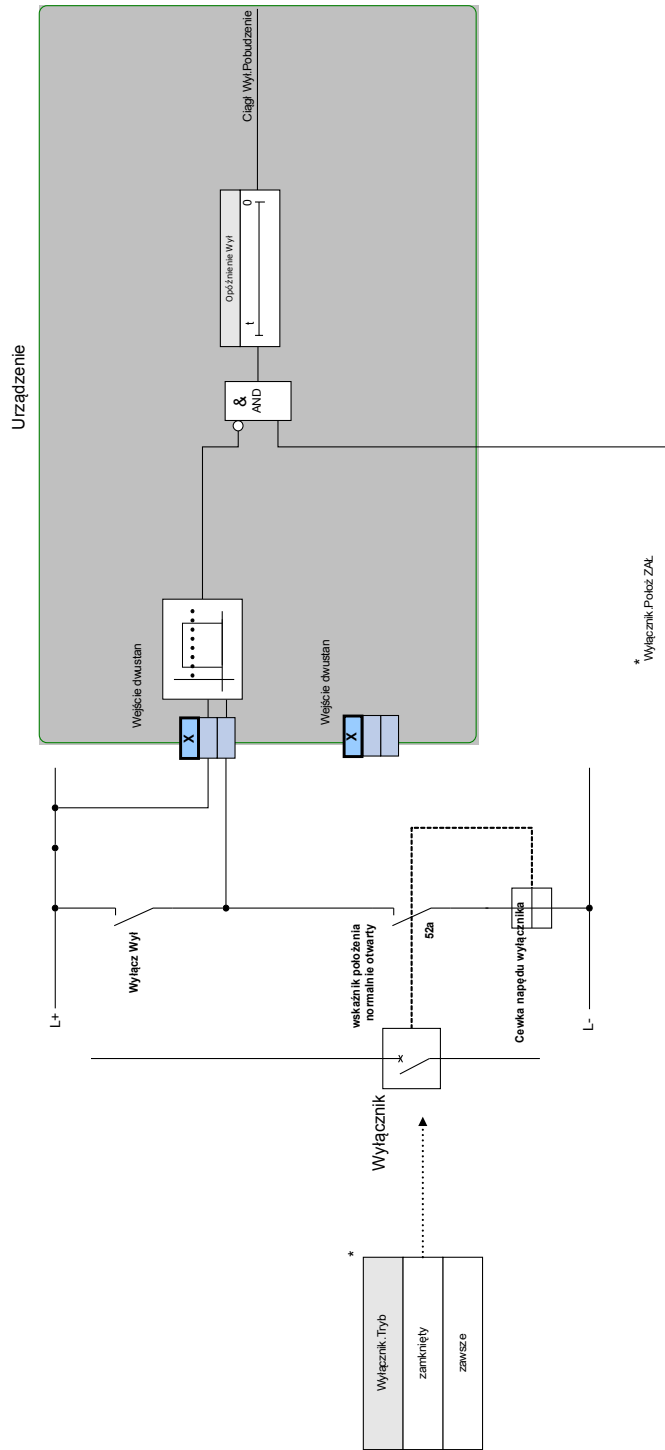 Urządzenie
Ciągł Wył.Pobudzenie
Opóźnienie Wył
t
0
&
AND
Wejście dwustan
X
Wejście dwustan
X
*
Wyłącznik.Położ ZAŁ
L+
Wyłącz Wył
wskaźnik położenia
normalnie otwarty
52a
Cewka napędu wyłącznika
L-
Wyłącznik
*
Wyłącznik.Tryb
zamknięty
zawsze